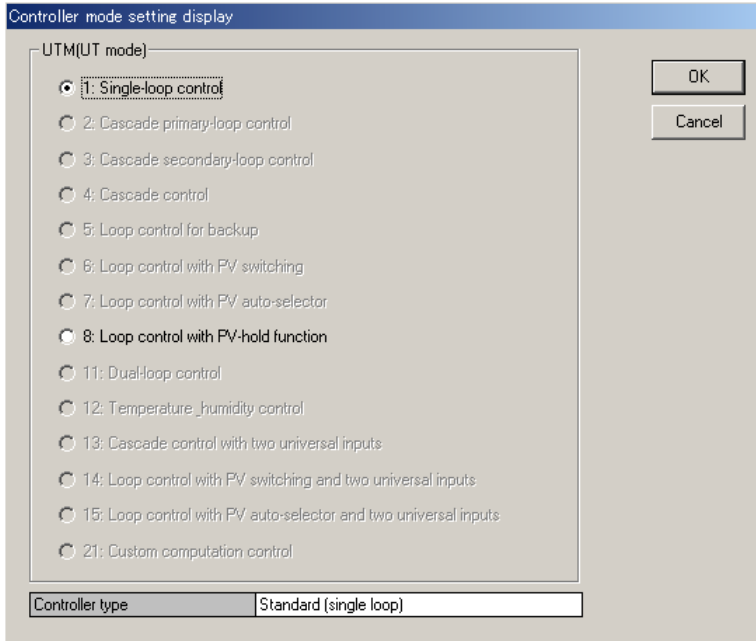 Controller mode setting display
UTM(UT mode)
1: Single-loop control
2: Cascade primary-loop control
3: Cascade secondary-loop control
4: Cascade control
5: Loop control for backup
6: Loop control with PV switching
7: Loop control with PV auto-selector
8: Loop control with PV-hold function
11: Dual-loop control
12: Temperature_humidity control
13: Cascade control with two universal inputs
14: Loop control with PV switching and two universal inputs
15: Loop control with PV auto-selector and two universal inputs
21: Custom computation control
Controller type Standard (single loop)
OK
Cancel